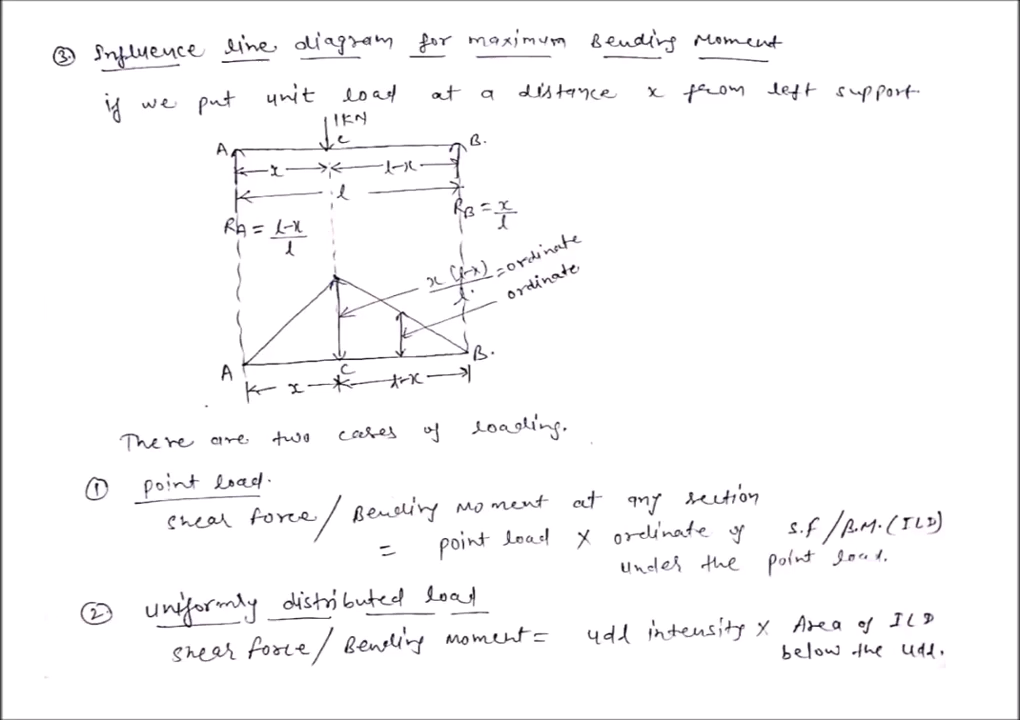 ③ Influence line diagram for maximum Bending Moment
if we put unit load at a distance x from left support.
1KN
A C B.
x l-x
l
RA = (l-x)/l RB = x/l
x(l-x)/l. = ordinate
ordinate
A C B.
x l-x
There are two cases of loading.
① point load.
shear force/Bending Moment at any section
= point load X ordinate of S.F/B.M.(ILD)
under the point load.
② uniformly distributed load
shear force/Bending Moment = udl intensity X Area of ILD
below the udl.